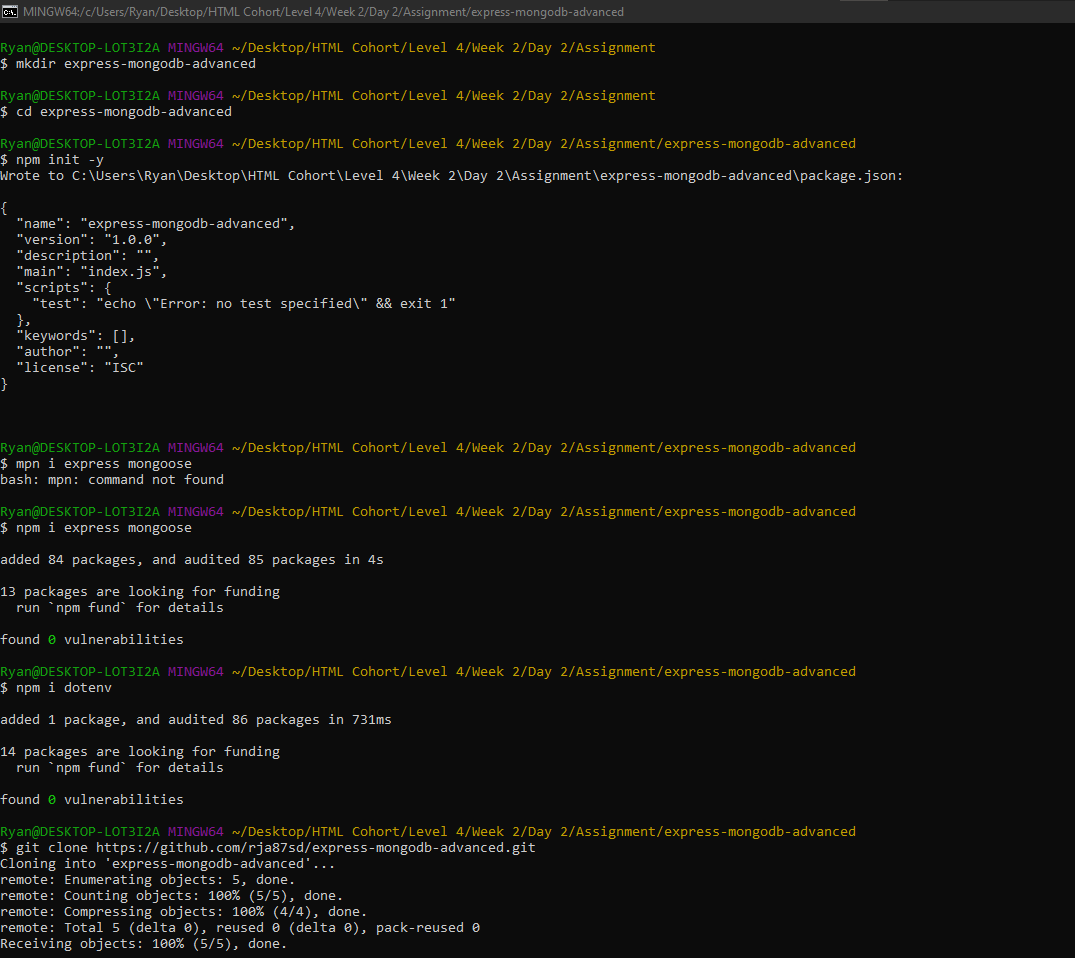 MINGW64:/c/Users/Ryan/Desktop/HTML Cohort/Level 4/Week 2/Day 2/Assignment/express-mongodb-advanced
Ryan@DESKTOP-LOT3I2A MINGW64 ~/Desktop/HTML Cohort/Level 4/Week 2/Day 2/Assignment
$ mkdir express-mongodb-advanced
Ryan@DESKTOP-LOT3I2A MINGW64 ~/Desktop/HTML Cohort/Level 4/Week 2/Day 2/Assignment
$ cd express-mongodb-advanced
Ryan@DESKTOP-LOT3I2A MINGW64 ~/Desktop/HTML Cohort/Level 4/Week 2/Day 2/Assignment/express-mongodb-advanced
$ npm init -y
Wrote to C:\Users\Ryan\Desktop\HTML Cohort\Level 4\Week 2\Day 2\Assignment\express-mongodb-advanced\package.json:
{
  "name": "express-mongodb-advanced",
  "version": "1.0.0",
  "description": "",
  "main": "index.js",
  "scripts": {
    "test": "echo \"Error: no test specified\" && exit 1"
  },
  "keywords": [],
  "author": "",
  "license": "ISC"
}
Ryan@DESKTOP-LOT3I2A MINGW64 ~/Desktop/HTML Cohort/Level 4/Week 2/Day 2/Assignment/express-mongodb-advanced
$ mpn i express mongoose
bash: mpn: command not found
Ryan@DESKTOP-LOT3I2A MINGW64 ~/Desktop/HTML Cohort/Level 4/Week 2/Day 2/Assignment/express-mongodb-advanced
$ npm i express mongoose
added 84 packages, and audited 85 packages in 4s
13 packages are looking for funding
  run `npm fund` for details
found 0 vulnerabilities
Ryan@DESKTOP-LOT3I2A MINGW64 ~/Desktop/HTML Cohort/Level 4/Week 2/Day 2/Assignment/express-mongodb-advanced
$ npm i dotenv
added 1 package, and audited 86 packages in 731ms
14 packages are looking for funding
  run `npm fund` for details
found 0 vulnerabilities
Ryan@DESKTOP-LOT3I2A MINGW64 ~/Desktop/HTML Cohort/Level 4/Week 2/Day 2/Assignment/express-mongodb-advanced
$ git clone https://github.com/rja87sd/express-mongodb-advanced.git
Cloning into 'express-mongodb-advanced'...
remote: Enumerating objects: 5, done.
remote: Counting objects: 100% (5/5), done.
remote: Compressing objects: 100% (4/4), done.
remote: Total 5 (delta 0), reused 0 (delta 0), pack-reused 0
Receiving objects: 100% (5/5), done.